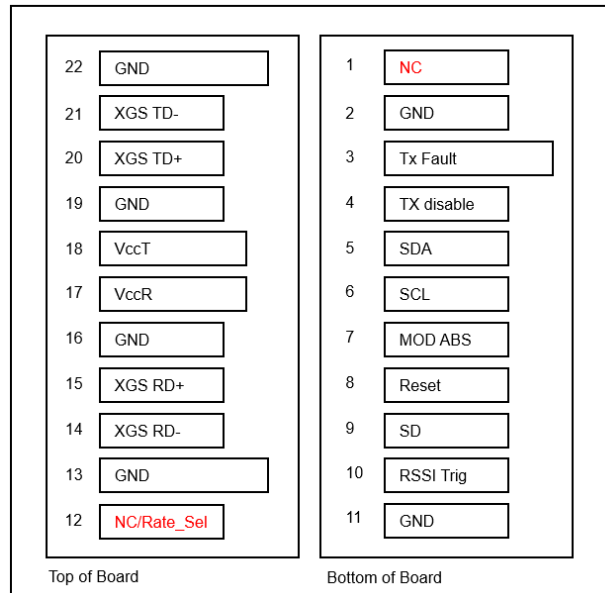 22 GND
21 XGS TD-
20 XGS TD+
19 GND
18 VccT
17 VccR
16 GND
15 XGS RD+
14 XGS RD-
13 GND
12 NC/Rate_Sel
Top of Board
1 NC
2 GND
3 Tx Fault
4 TX disable
5 SDA
6 SCL
7 MOD ABS
8 Reset
9 SD
10 RSSI Trig
11 GND
Bottom of Board